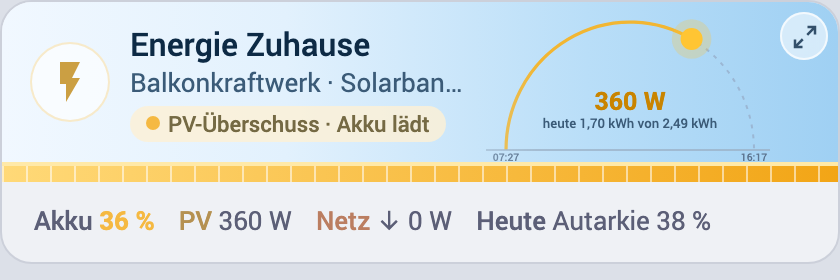 Energie Zuhause
Balkonkraftwerk · Solarban...
PV-Überschuss · Akku lädt
360 W
heute 1,70 kWh von 2,49 kWh
07:27
16:17
Akku 36 % PV 360 W Netz ↓ 0 W Heute Autarkie 38 %